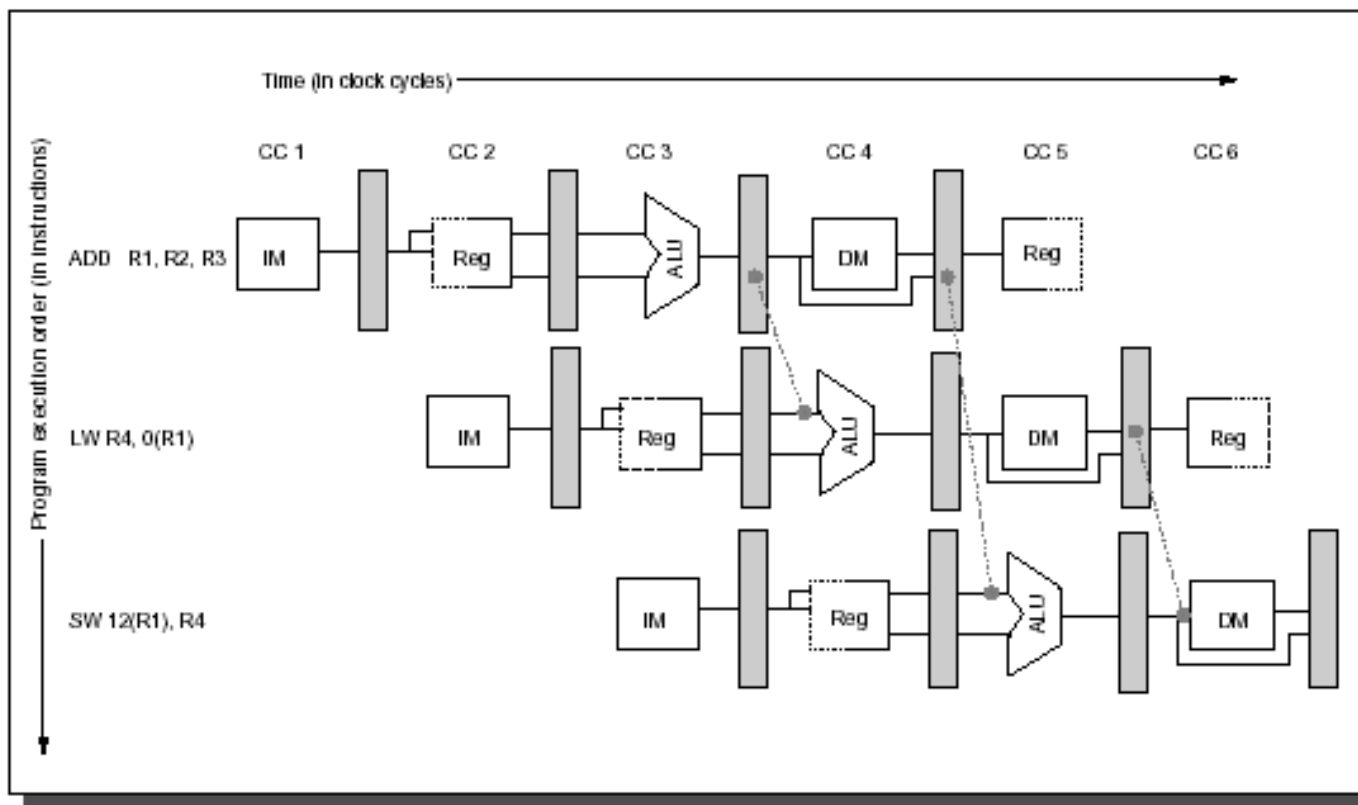 Time (in clock cycles)
Program execution order (in instructions)
CC 1 CC 2 CC 3 CC 4 CC 5 CC 6
ADD R1, R2, R3
IM Reg ALU DM Reg
LW R4, 0(R1)
IM Reg ALU DM Reg
SW 12(R1), R4
IM Reg ALU DM